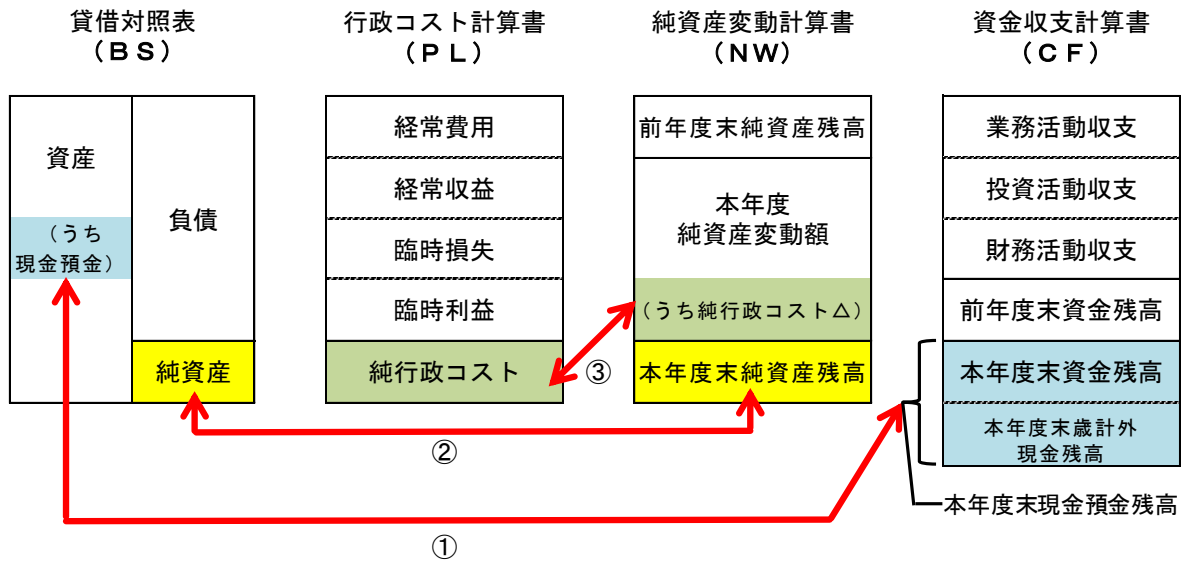 貸借対照表
（ＢＳ）
行政コスト計算書
（ＰＬ）
純資産変動計算書
（ＮＷ）
資金収支計算書
（ＣＦ）
資産
（うち
現金預金）
負債
純資産
経常費用
経常収益
臨時損失
臨時利益
純行政コスト
前年度末純資産残高
本年度
純資産変動額
（うち純行政コスト△）
本年度末純資産残高
業務活動収支
投資活動収支
財務活動収支
前年度末資金残高
本年度末資金残高
本年度末歳計外
現金残高
本年度末現金預金残高
③
②
①